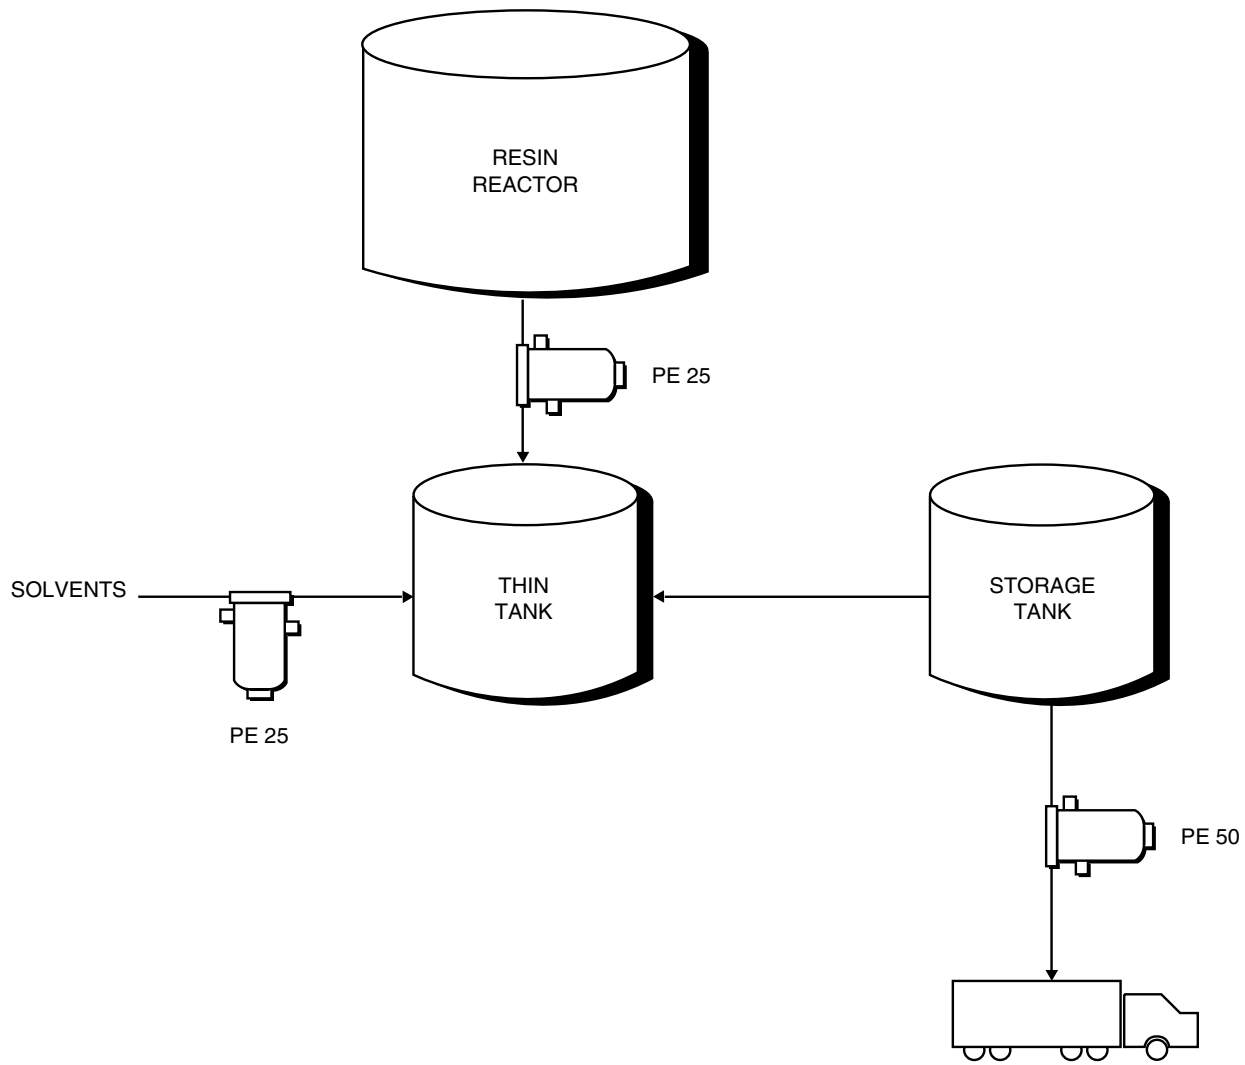 RESIN
REACTOR
PE 25
SOLVENTS
THIN
TANK
STORAGE
TANK
PE 25
PE 50